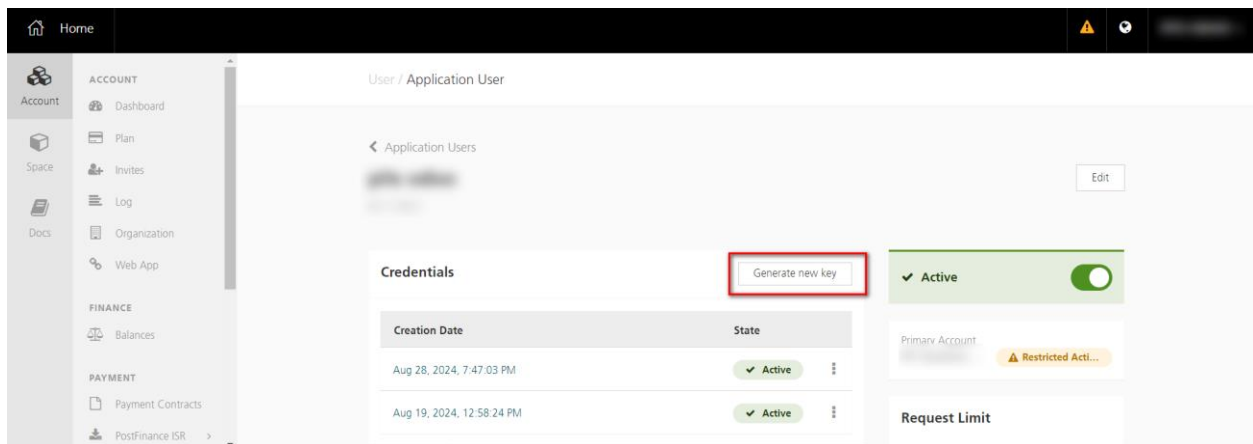 Home
Account
Space
Docs
ACCOUNT
Dashboard
Plan
Invites
Log
Organization
Web App
FINANCE
Balances
PAYMENT
Payment Contracts
PostFinance ISR
User / Application User
Application Users
Edit
Credentials
Generate new key
Active
Creation Date State
Aug 28, 2024, 7:47:03 PM Active
Aug 19, 2024, 12:58:24 PM Active
Primary Account
Restricted Acti...
Request Limit